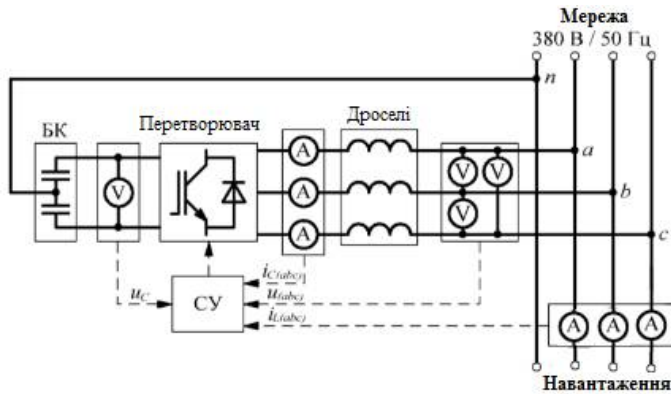 Мережа
380 В / 50 Гц
n
БК
Перетворювач
Дроселі
V
A
A
A
V
V
V
a
b
c
i_C(abc)
u_C
СУ
u_(abc)
i_L(abc)
A
A
A
Навантаження